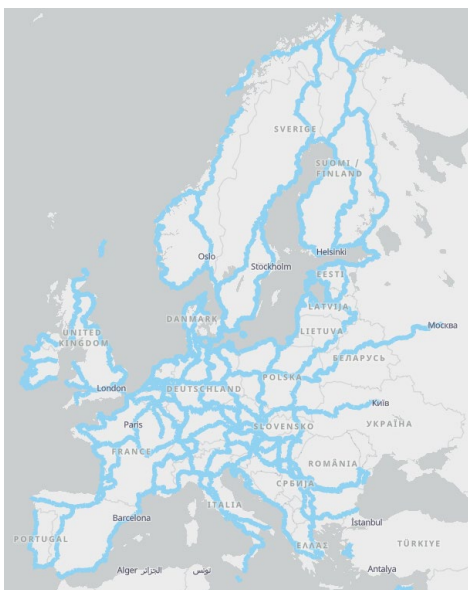 SVERIGE
SUOMI /
FINLAND
Oslo
Helsinki
Stockholm
EESTI
LATVIJA
DANMARK
LIETUVA
Москва
UNITED
KINGDOM
БЕЛАРУСЬ
POLSKA
London
DEUTSCHLAND
Київ
Paris
SLOVENSKO
УКРАЇНА
FRANCE
ROMÂNIA
СРБИЈА
ITALIA
Barcelona
İstanbul
PORTUGAL
ΕΛΛΑΣ
TÜRKIYE
Alger الجزائر
تونس
Antalya